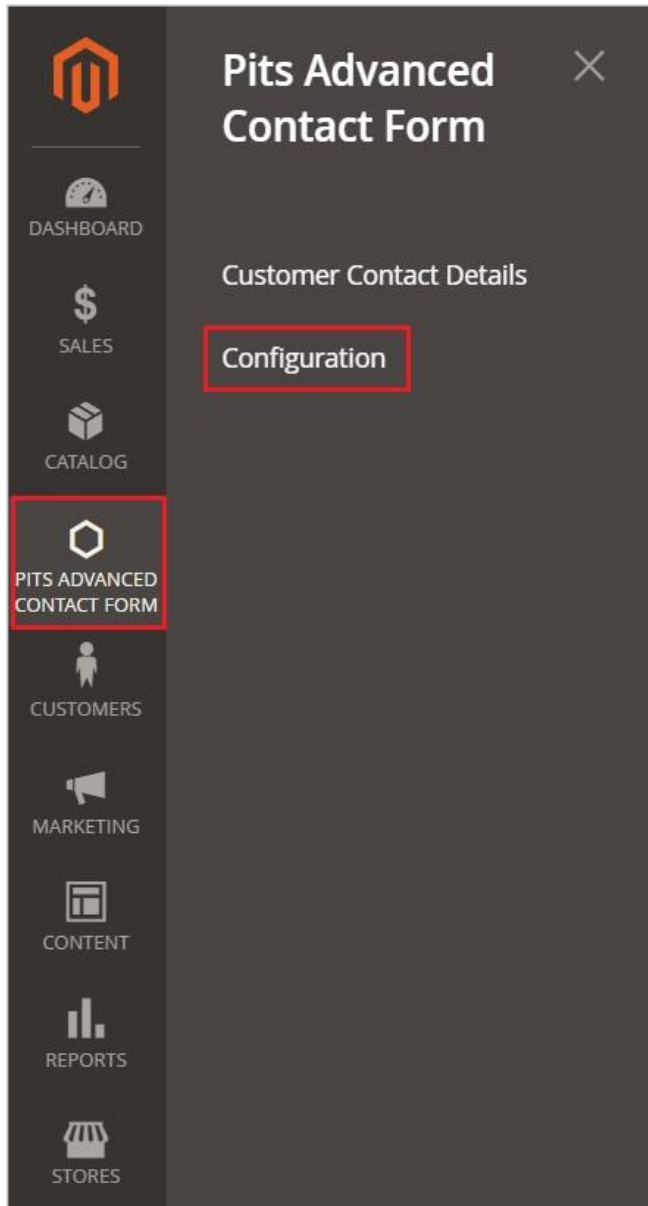 Pits Advanced
Contact Form
Customer Contact Details
Configuration
DASHBOARD
$
SALES
CATALOG
PITS ADVANCED
CONTACT FORM
CUSTOMERS
MARKETING
CONTENT
REPORTS
STORES